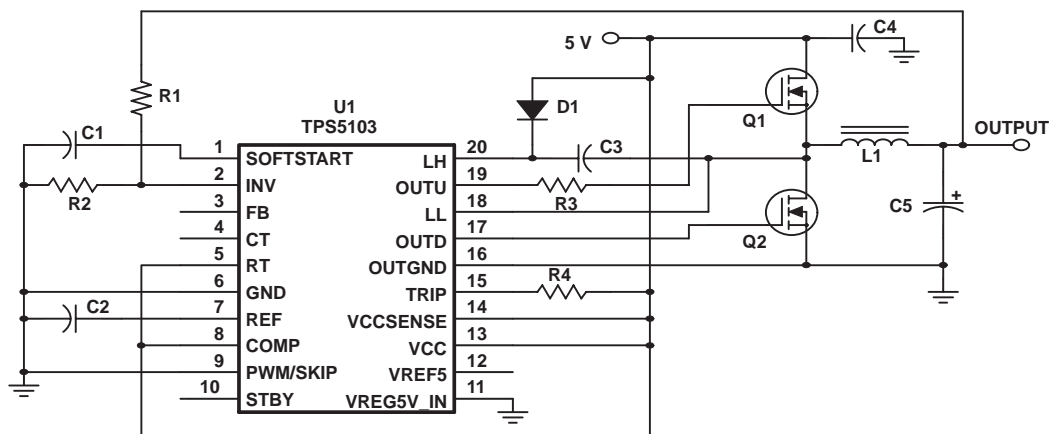 5 V
C4
R1
D1
U1
TPS5103
Q1
C1
C3
OUTPUT
1
SOFTSTART
LH
20
L1
2
INV
OUTU
19
R2
R3
3
FB
LL
18
C5
+
4
CT
OUTD
17
Q2
5
RT
OUTGND
16
R4
6
GND
TRIP
15
C2
7
REF
VCCSENSE
14
8
COMP
VCC
13
9
PWM/SKIP
VREF5
12
10
STBY
VREG5V_IN
11